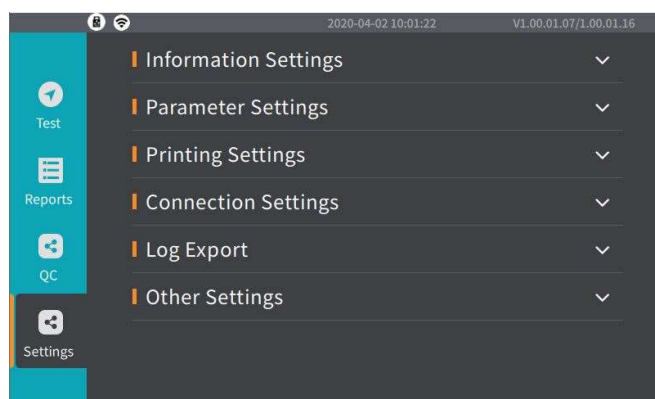 2020-04-02 10:01:22 V1.00.01.07/1.00.01.16
Test
Reports
QC
Settings
Information Settings
Parameter Settings
Printing Settings
Connection Settings
Log Export
Other Settings